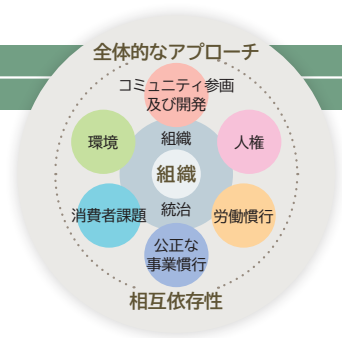 全体的なアプローチ
コミュニティ参画
及び開発
環境
組織
人権
組織
消費者課題
統治
労働慣行
公正な
事業慣行
相互依存性